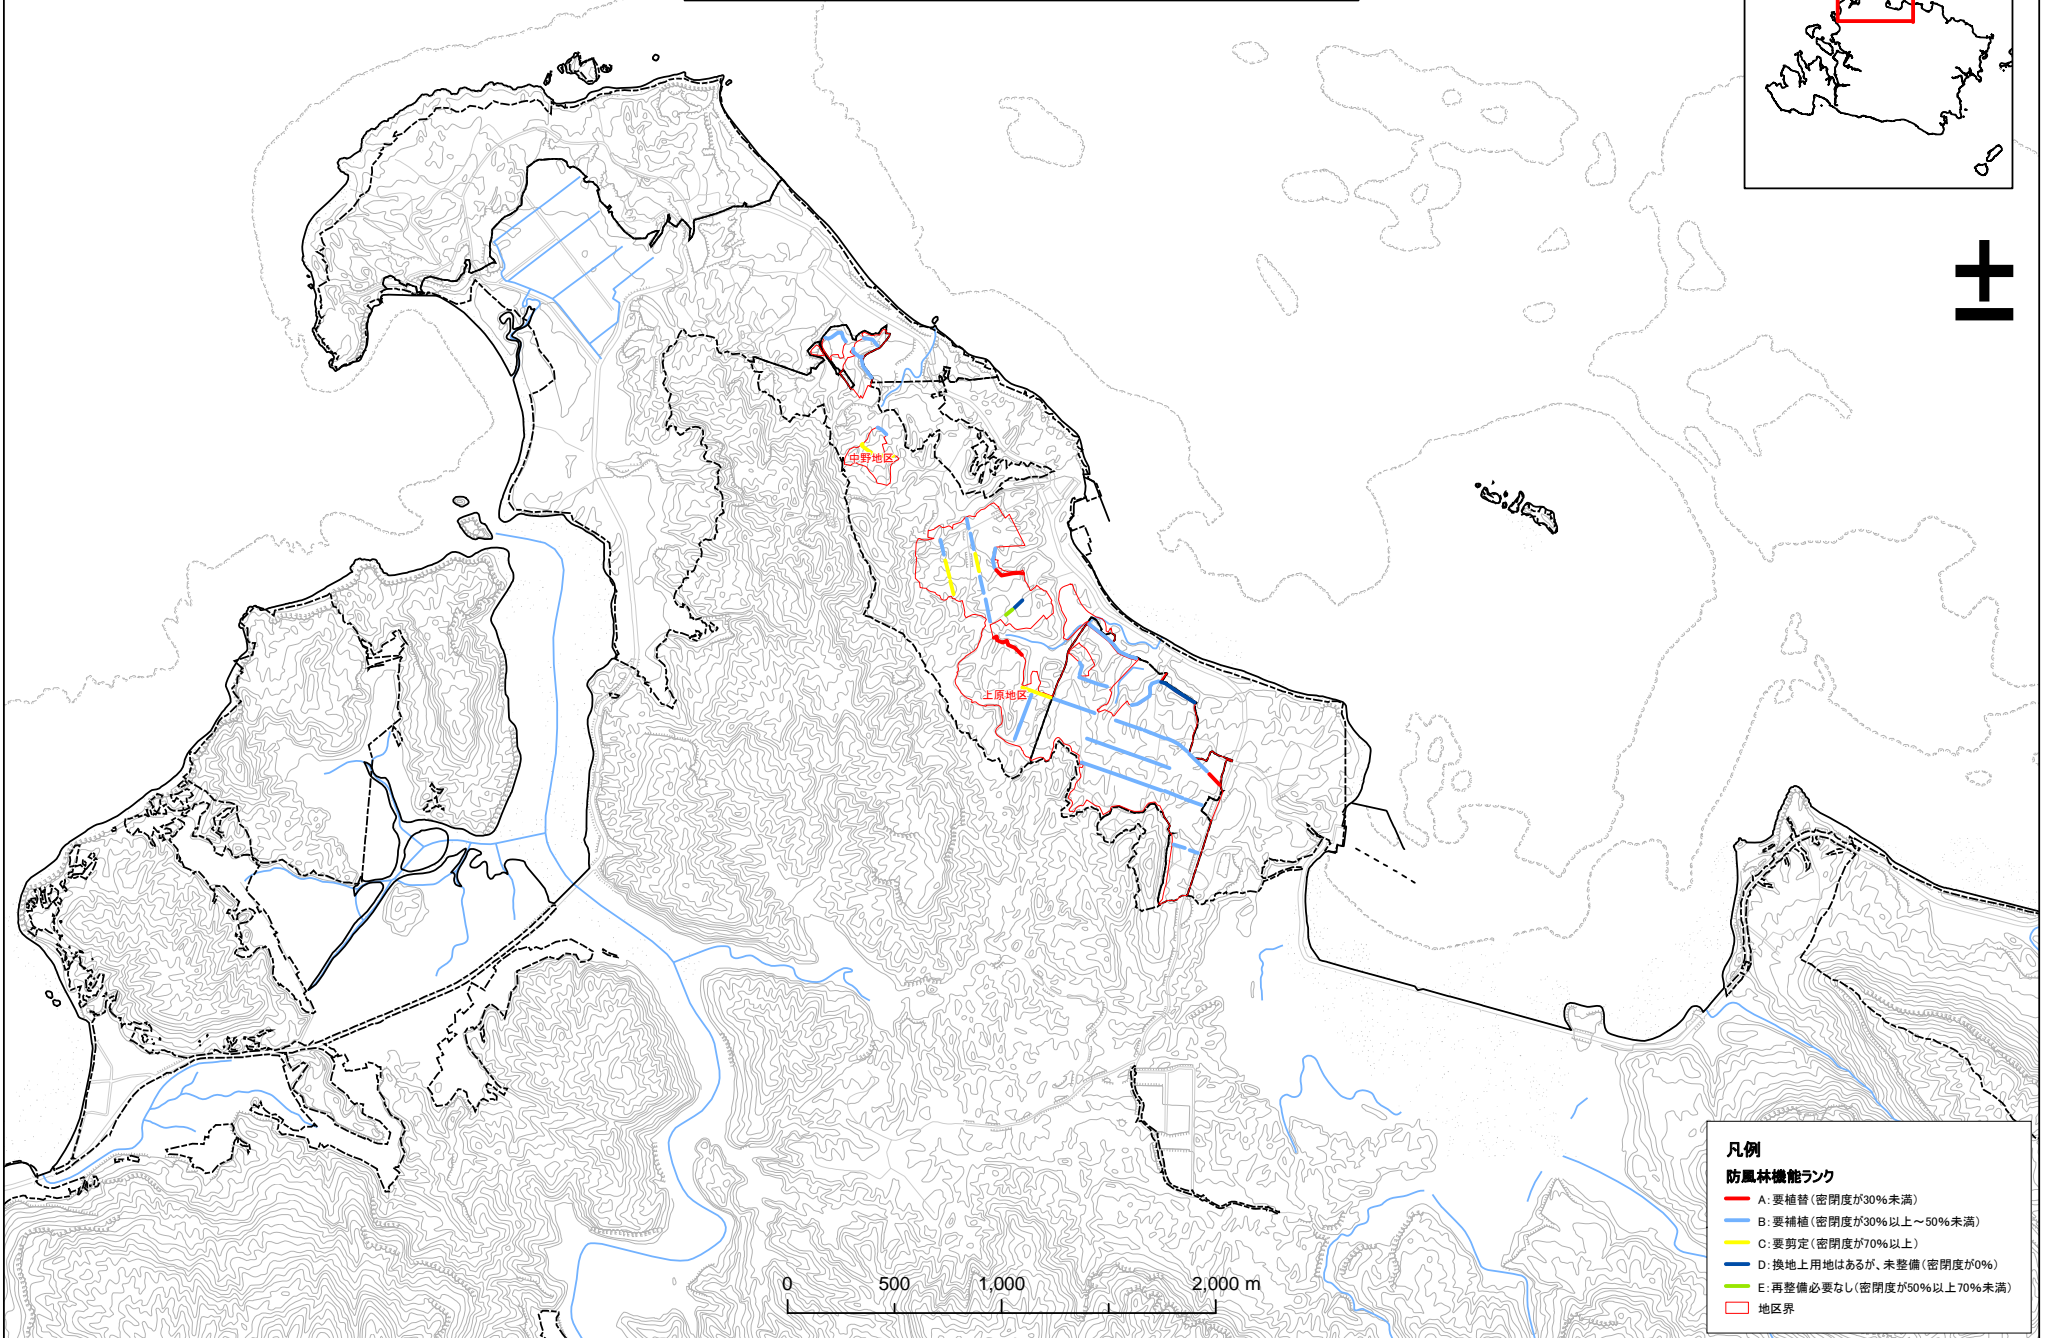 ±
中野地区
上原地区
0 500 1,000 2,000 m
凡例
防風林機能ランク
A:要植替(密閉度が30%未満)
B:要補植(密閉度が30%以上~50%未満)
C:要剪定(密閉度が70%以上)
D:換地上用地はあるが、未整備(密閉度が0%)
E:再整備必要なし(密閉度が50%以上70%未満)
地区界